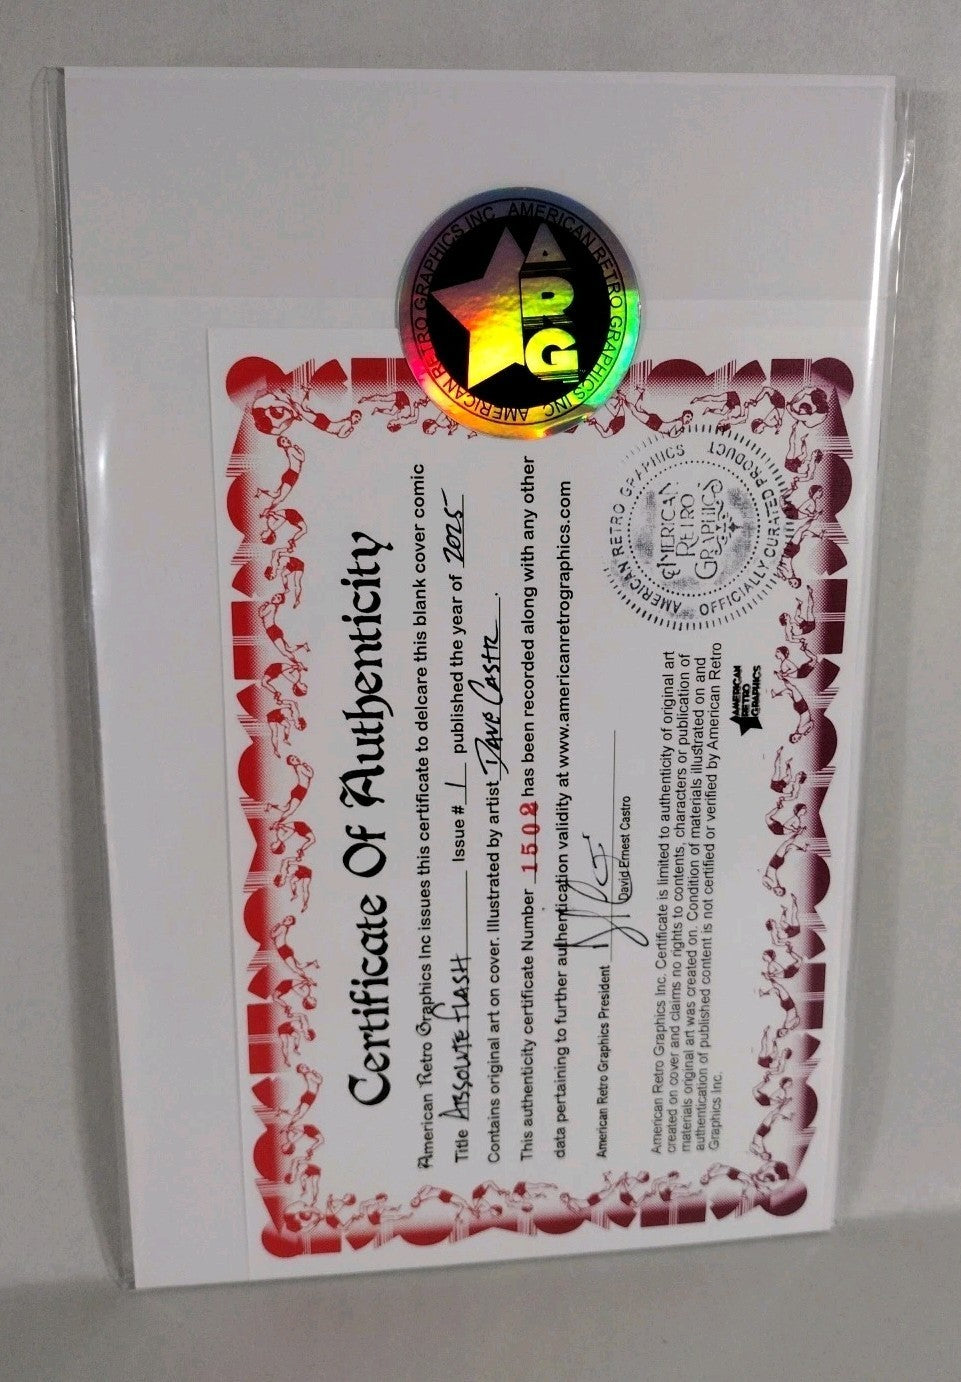 AMERICAN RETRO GRAPHICS INC AMERICAN RETRO GRAPHICS INC
ARG
Certificate Of Authenticity
American Retro Graphics Inc issues this certificate to delcare this blank cover comic
Title ABSOLUTE FLASH Issue # 1 published the year of 2025
Contains original art on cover. Illustrated by artist DAVE CASTR.
This authenticity certificate Number 1502 has been recorded along with any other
data pertaining to further authentication validity at www.americanretrographics.com
American Retro Graphics President
David Ernest Castro
American Retro Graphics Inc. Certificate is limited to authenticity of original art
created on cover and claims no rights to contents, characters or publication of
materials original art was created on. Condition of materials illustrated on and
authentication of published content is not certified or verified by American Retro
Graphics Inc.
AMERICAN
RETRO
GRAPHICS
AMERICAN RETRO GRAPHICS
OFFICIALLY CURATED PRODUCT
AMERICAN
RETRO
GRAPHICS